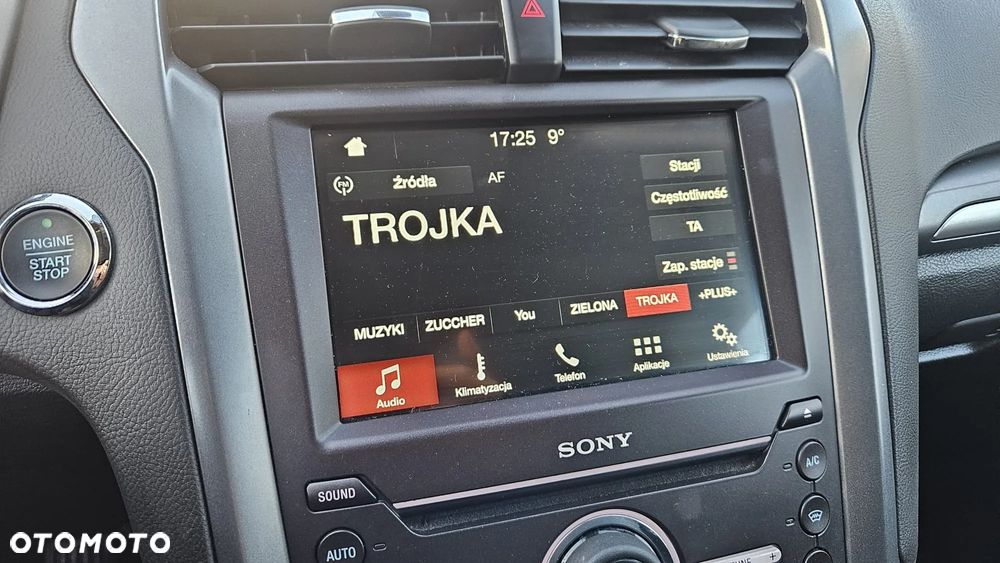 17:25 9°
FM Źródła AF
Stacji
TROJKA
Częstotliwość
TA
Zap. stacje
MUZYKI ZUCCHER You ZIELONA TROJKA +PLUS+
Audio Klimatyzacja Telefon Aplikacje Ustawienia
ENGINE
START
STOP
SONY
SOUND
A/C
AUTO
OTOMOTO